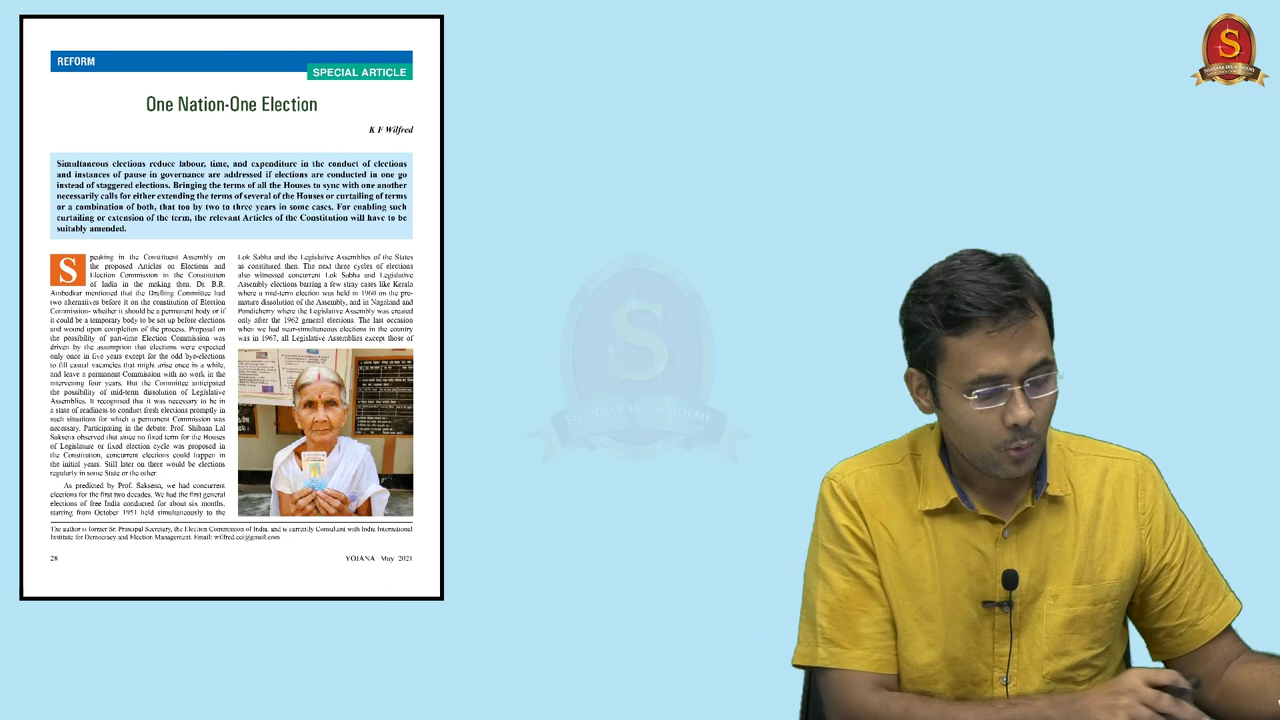 REFORM
SPECIAL ARTICLE
One Nation-One Election
K F Wilfred
Simultaneous elections reduce labour, time, and expenditure in the conduct of elections
and instances of pause in governance are addressed if elections are conducted in one go
instead of staggered elections. Bringing the terms of all the Houses to sync with one another
necessarily calls for either extending the terms of several of the Houses or curtailing of terms
or a combination of both, that too by two to three years in some cases. For enabling such
curtailing or extension of the term, the relevant Articles of the Constitution will have to be
suitably amended.
Speaking in the Constituent Assembly on
the proposed Articles on Elections and
Election Commission in the Constitution
of India in the making then, Dr. B.R.
Ambedkar mentioned that the Drafting Committee had
two alternatives before it on the constitution of Election
Commission- whether it should be a permanent body or if
it could be a temporary body to be set up before elections
and wound upon completion of the process. Proposal on
the possibility of part-time Election Commission was
driven by the assumption that elections were expected
only once in five years except for the odd bye-elections
to fill casual vacancies that might arise once in a while,
and leave a permanent Commission with no work in the
intervening four years. But the Committee anticipated
the possibility of mid-term dissolution of Legislative
Assemblies. It recognised that it was necessary to be in
a state of readiness to conduct fresh elections promptly in
such situations for which a permanent Commission was
necessary. Participating in the debate, Prof. Shibban Lal
Saksena observed that since no fixed term for the Houses
of Legislature or fixed election cycle was proposed in
the Constitution, concurrent elections could happen in
the initial years. Still later on there would be elections
regularly in some State or the other.
As predicted by Prof. Saksena, we had concurrent
elections for the first two decades. We had the first general
elections of free India conducted for about six months,
starting from October 1951 held simultaneously to the
Lok Sabha and the Legislative Assemblies of the States
as constituted then. The next three cycles of elections
also witnessed concurrent Lok Sabha and Legislative
Assembly elections barring a few stray cases like Kerala
where a mid-term election was held in 1960 on the pre-
mature dissolution of the Assembly, and in Nagaland and
Pondicherry where the Legislative Assembly was created
only after the 1962 general elections. The last occasion
when we had near-simultaneous elections in the country
was in 1967, all Legislative Assemblies except those of
The author is former Sr. Principal Secretary, the Election Commission of India, and is currently Consultant with India International
Institute for Democracy and Election Management. Email: wilfred.eci@gmail.com
28
YOJANA May 2021
S
SHANKAR IAS ACADEMY
S
SHANKAR IAS ACADEMY